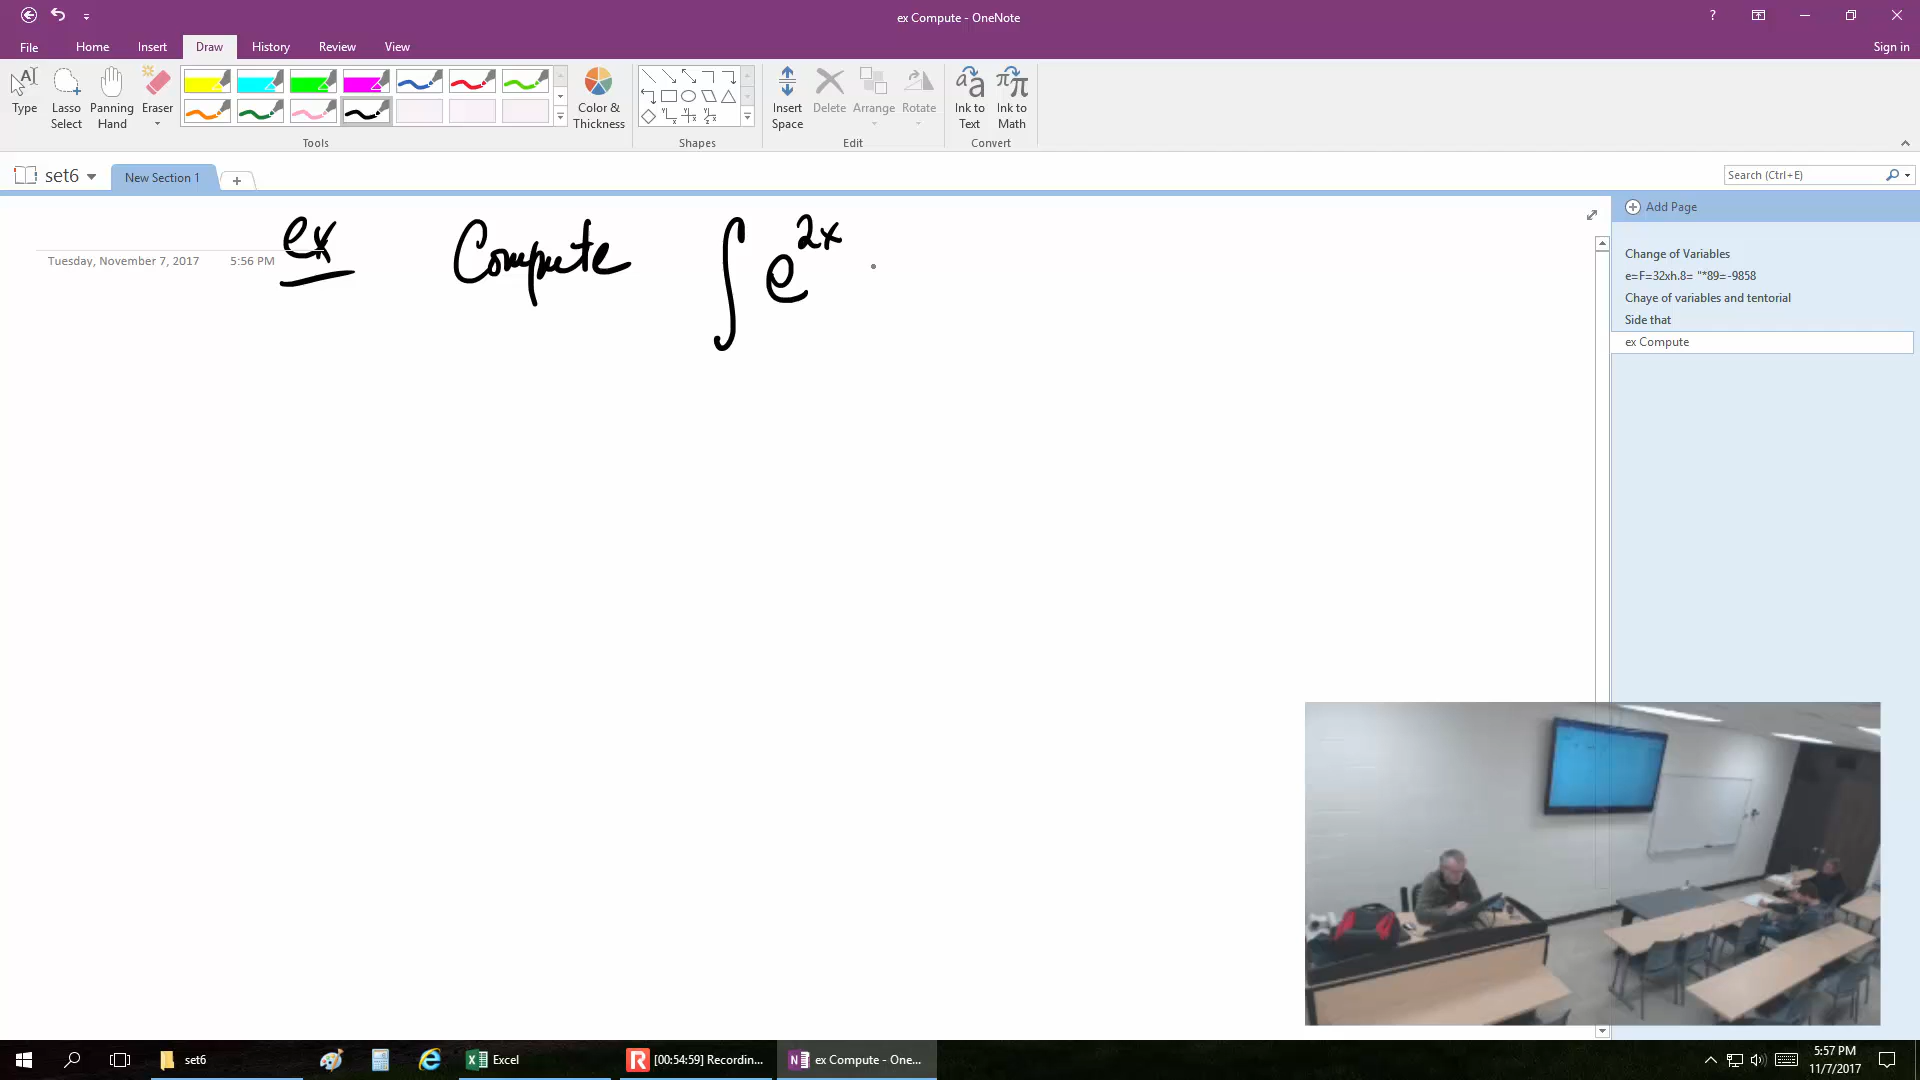 ex Compute - OneNote
File Home Insert Draw History Review View Sign in
Type Lasso Select Panning Hand Eraser Color & Thickness Insert Space Delete Arrange Rotate Ink to Text Ink to Math
Tools Shapes Edit Convert
set6 New Section 1 Search (Ctrl+E)
ex Compute ∫ e^{2x}
Tuesday, November 7, 2017 5:56 PM
Add Page
Change of Variables
e=F=32xh.8= "*89=-9858
Chaye of variables and tentorial
Side that
ex Compute
set6 Excel [00:54:59] Recordin... ex Compute - One... 5:57 PM
11/7/2017